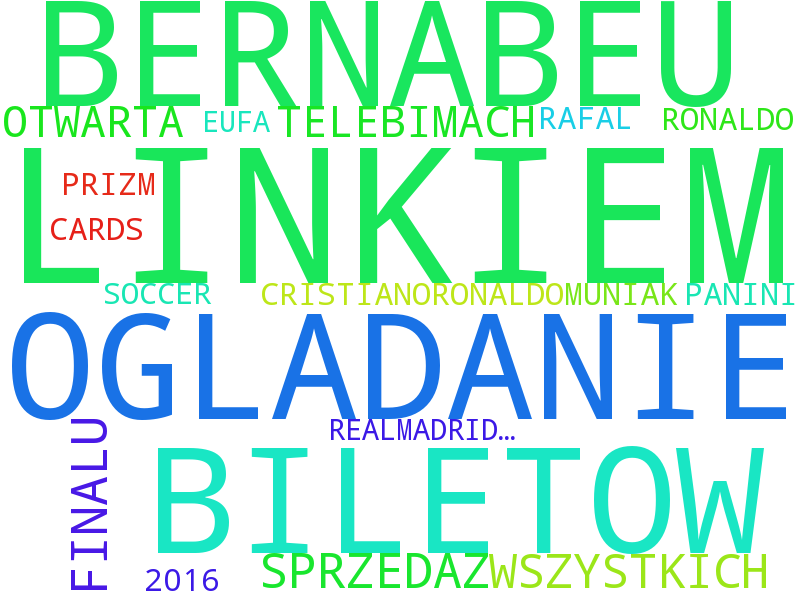 BERNABEU
OTWARTA EUFA TELEBIMACH RAFAL RONALDO
LINKIEM
PRIZM
CARDS
SOCCER CRISTIANORONALDO MUNIAK PANINI
OGLADANIE
REALMADRID...
FINALU
BILETOW
2016 SPRZEDAZ WSZYSTKICH